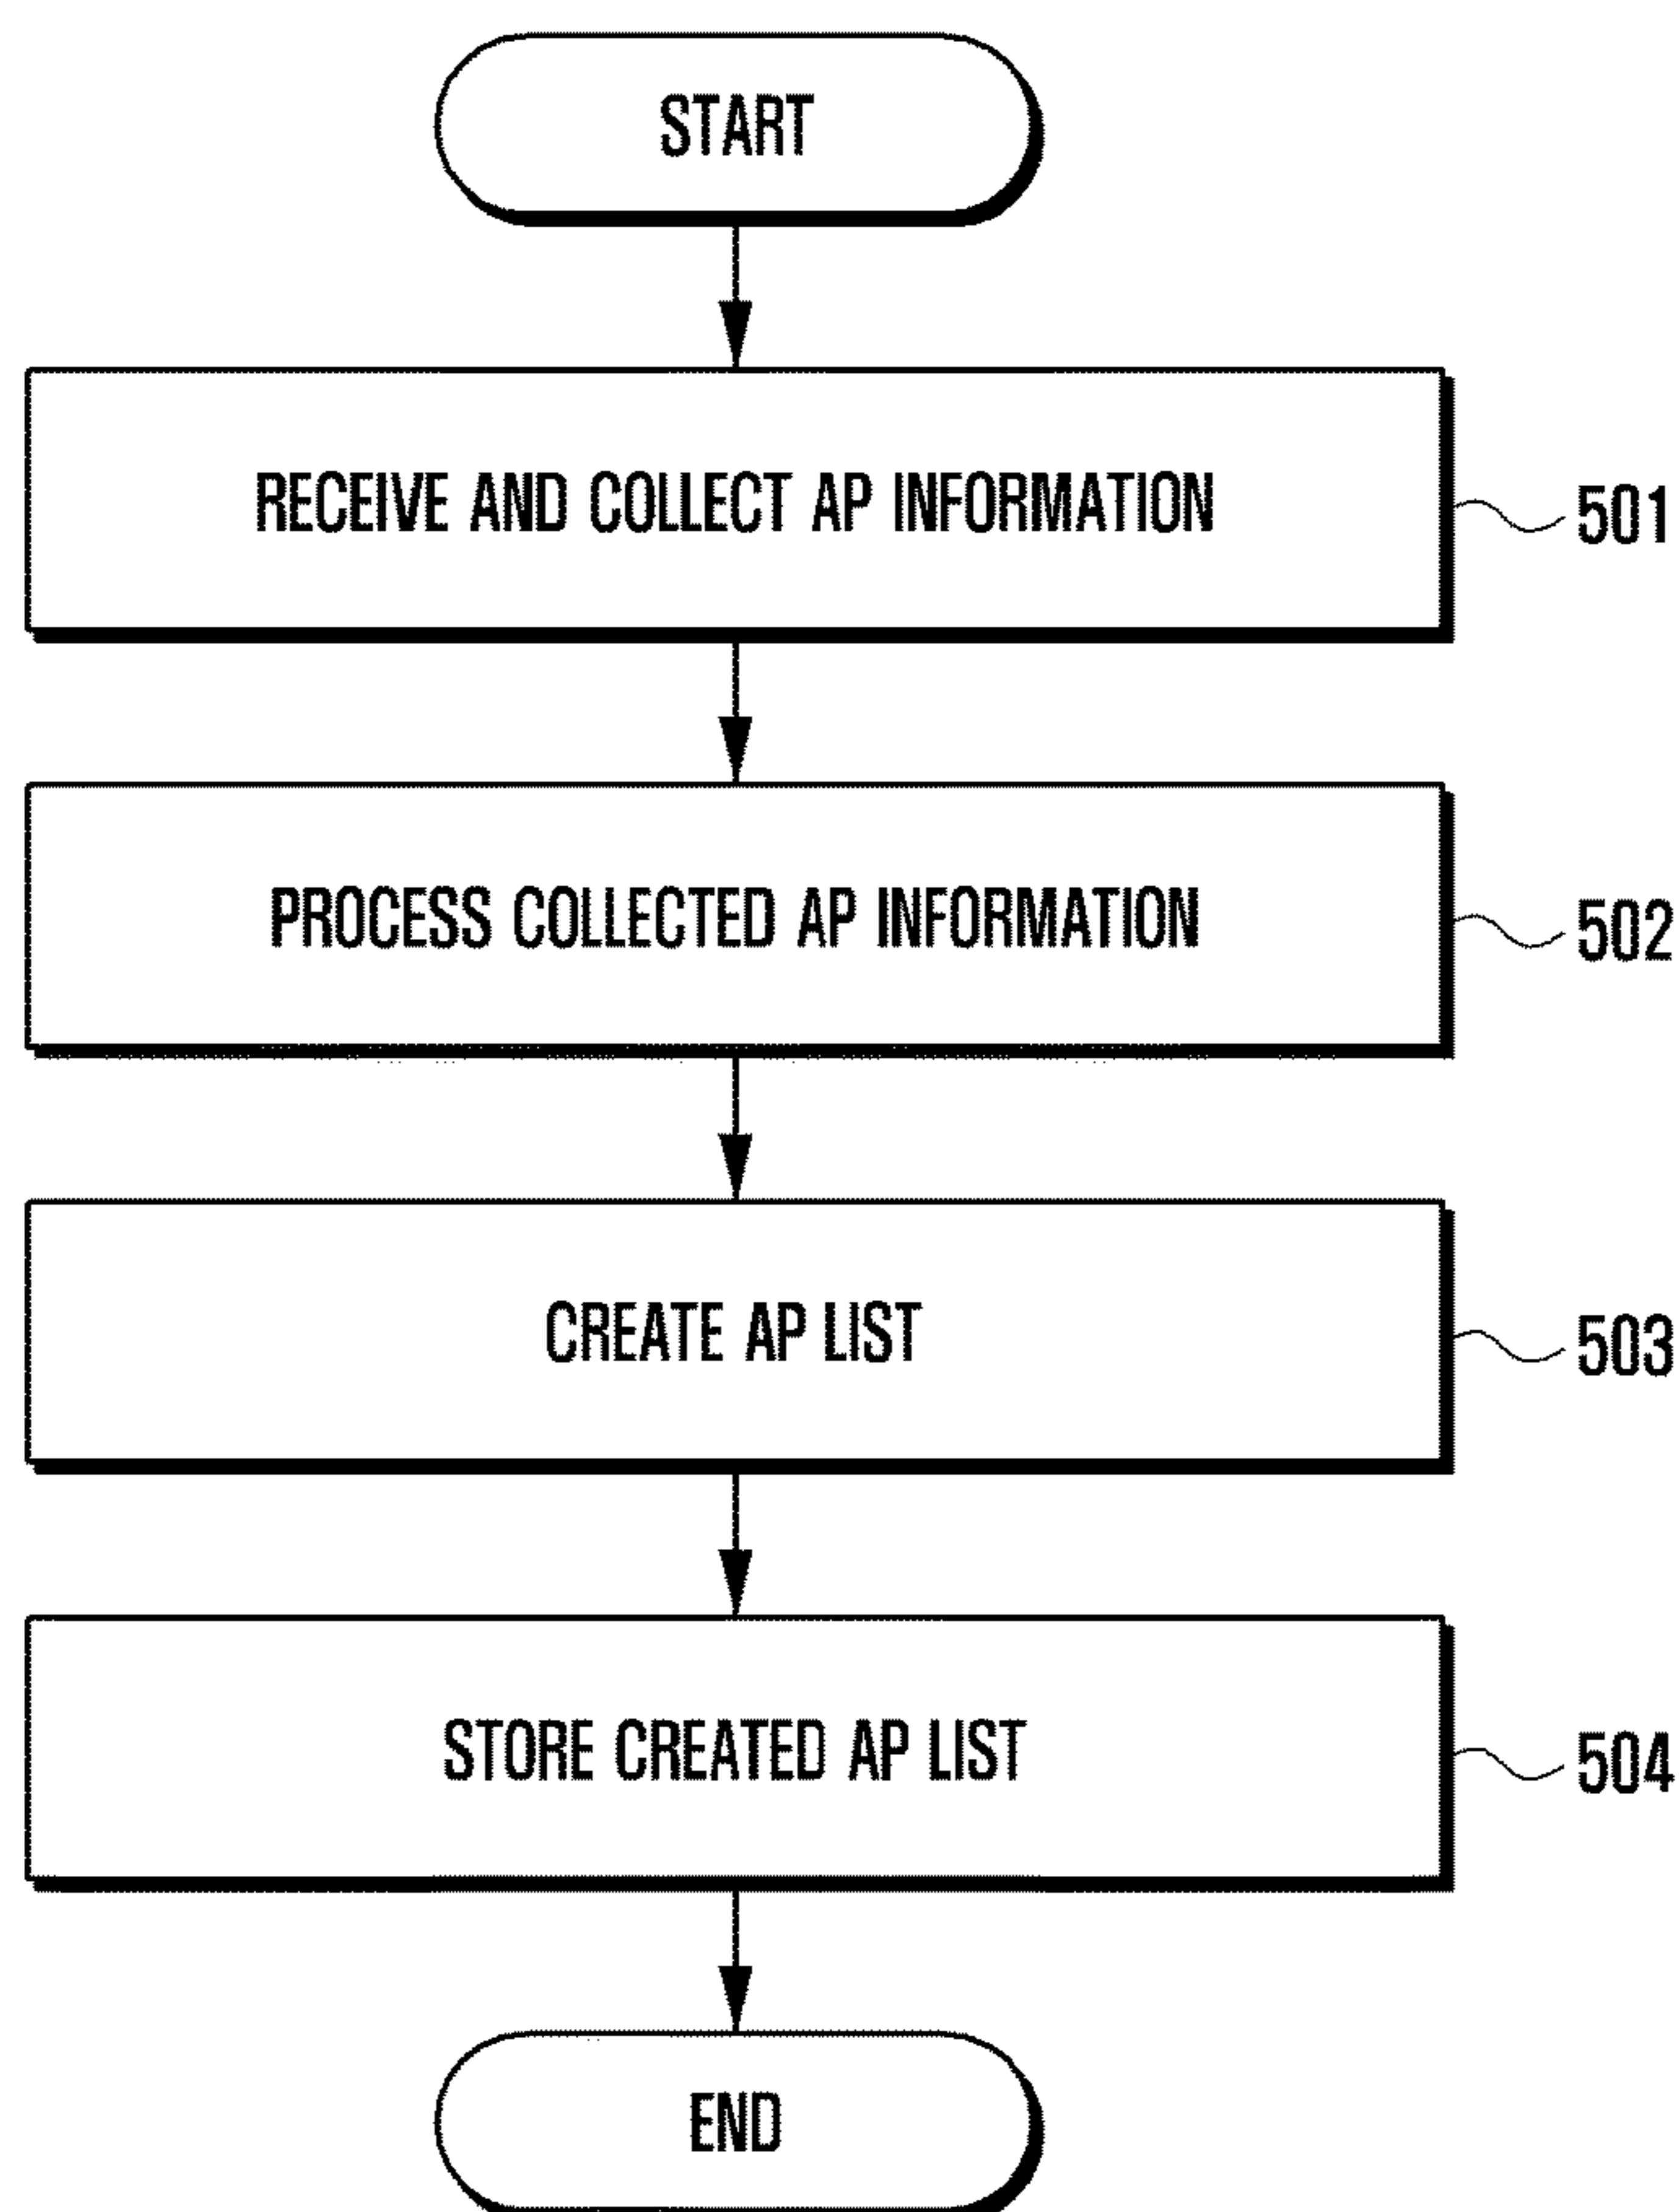 START
RECEIVE AND COLLECT AP INFORMATION
501
PROCESS COLLECTED AP INFORMATION
502
CREATE AP LIST
503
STORE CREATED AP LIST
504
END